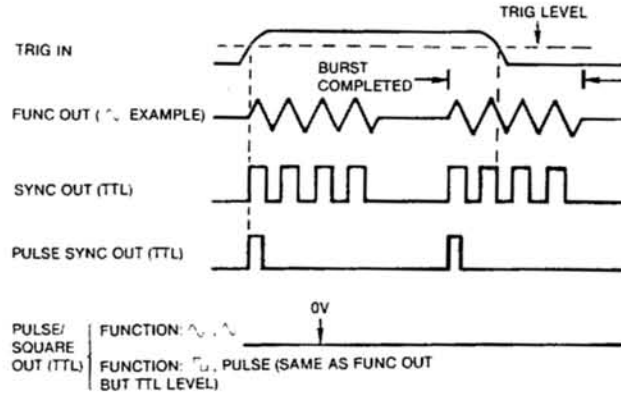 TRIG LEVEL
TRIG IN
BURST
COMPLETED
FUNC OUT ( ∿ EXAMPLE)
SYNC OUT (TTL)
PULSE SYNC OUT (TTL)
0V
PULSE/
SQUARE
OUT (TTL)
FUNCTION: ∿ , ∿
FUNCTION: ⊓⊔ , PULSE (SAME AS FUNC OUT
BUT TTL LEVEL)